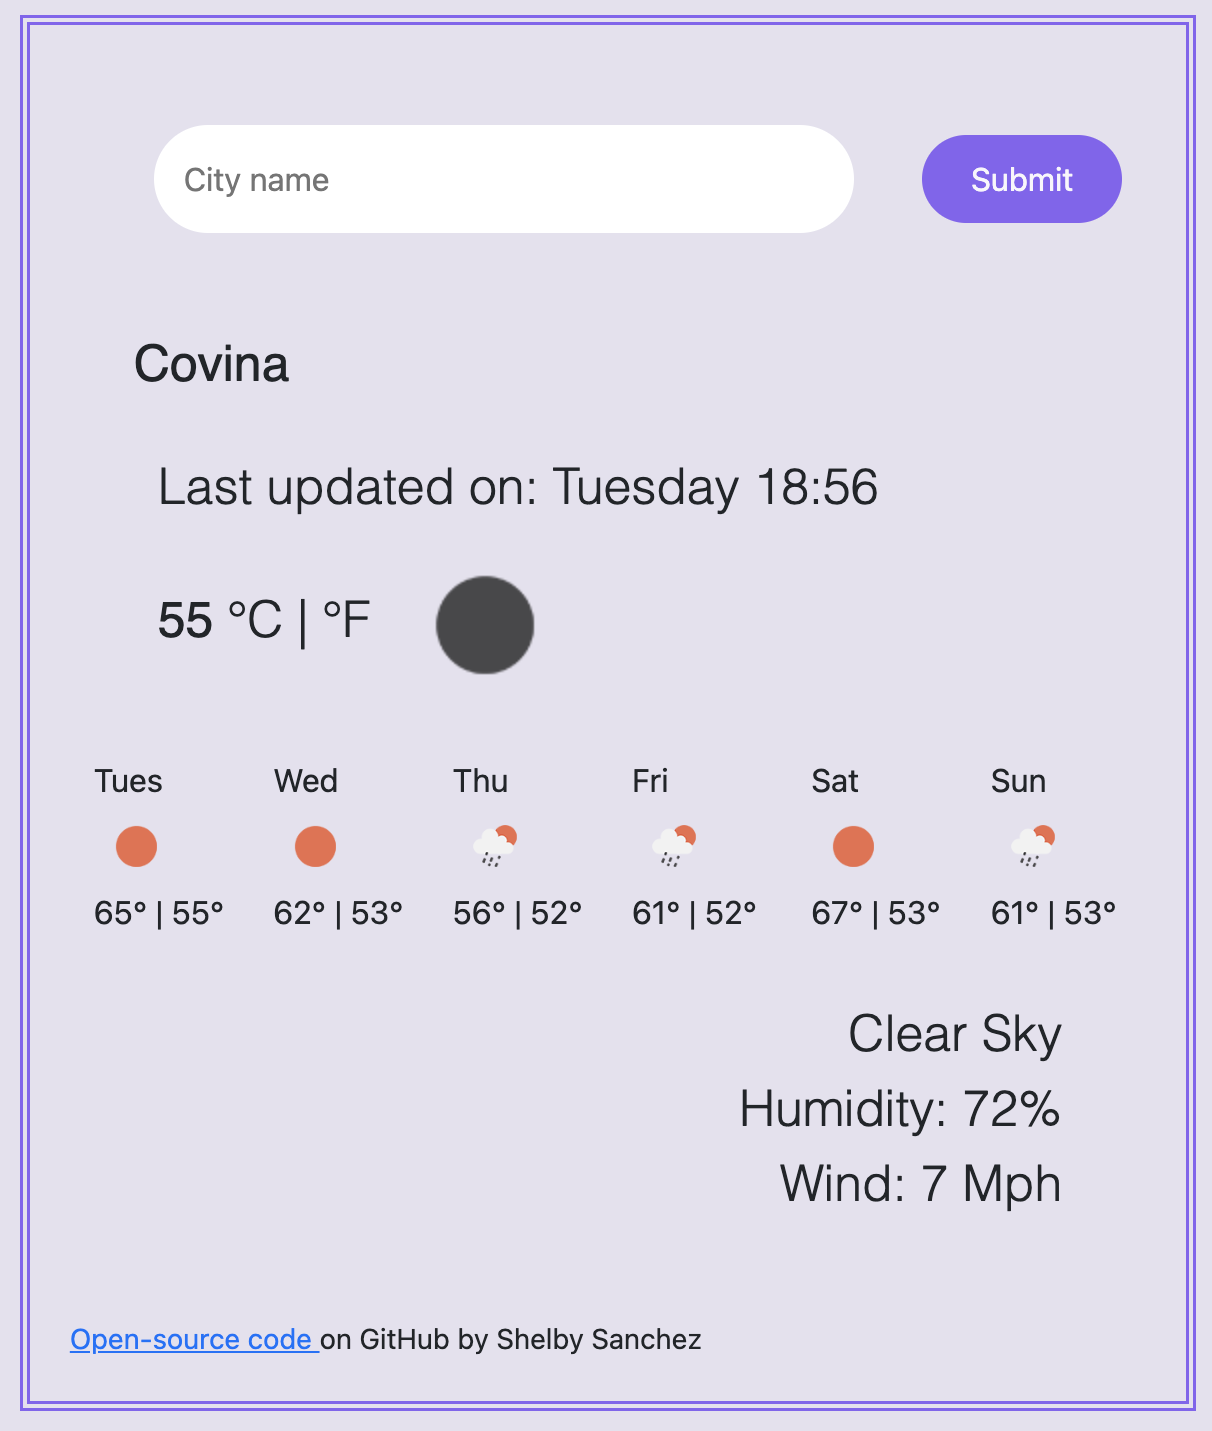 City name
Submit
Covina
Last updated on: Tuesday 18:56
55 °C | °F
Tues Wed Thu Fri Sat Sun
65° | 55° 62° | 53° 56° | 52° 61° | 52° 67° | 53° 61° | 53°
Clear Sky
Humidity: 72%
Wind: 7 Mph
Open-source code on GitHub by Shelby Sanchez